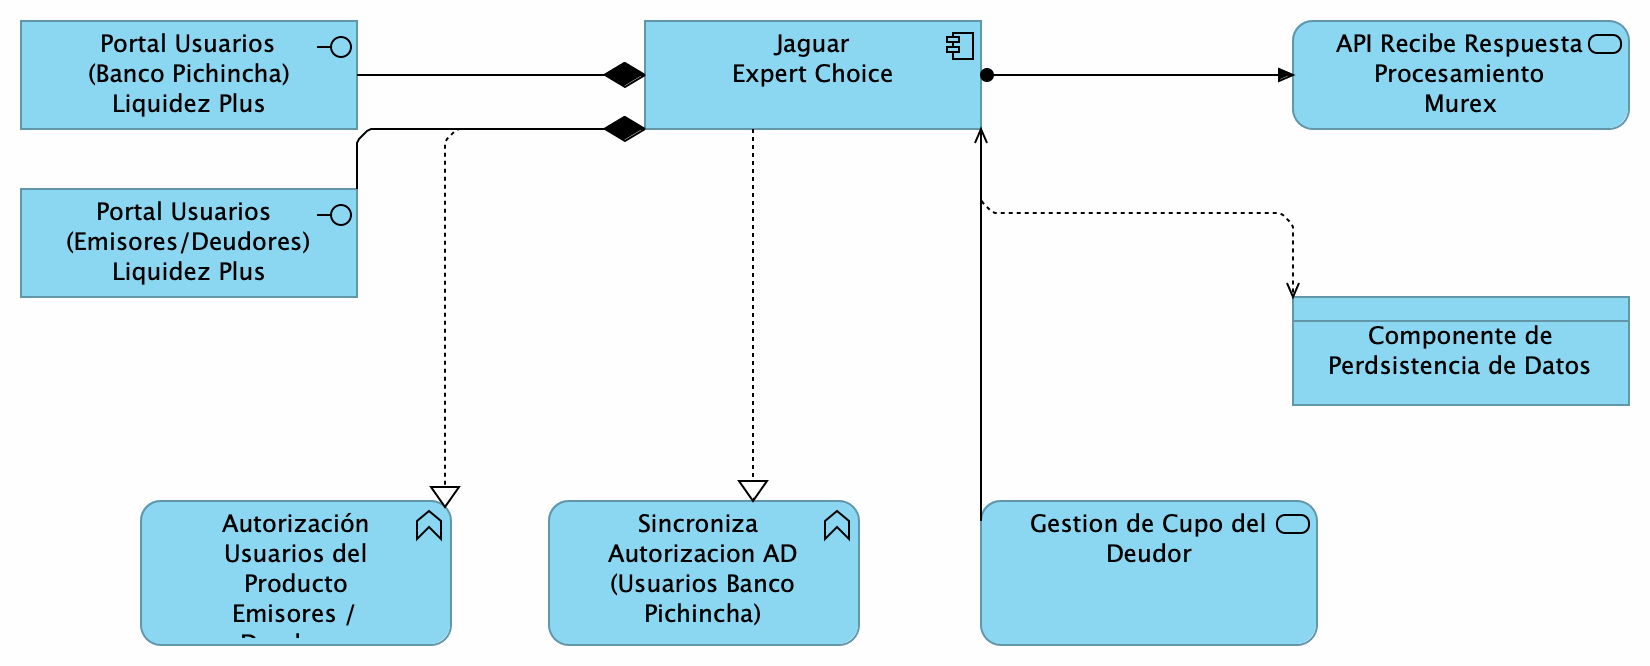 Portal Usuarios
(Banco Pichincha)
Liquidez Plus
Jaguar
Expert Choice
API Recibe Respuesta
Procesamiento
Murex
Portal Usuarios
(Emisores/Deudores)
Liquidez Plus
Componente de
Perdsistencia de Datos
Autorización
Usuarios del
Producto
Emisores /
Sincroniza
Autorizacion AD
(Usuarios Banco
Pichincha)
Gestion de Cupo del
Deudor